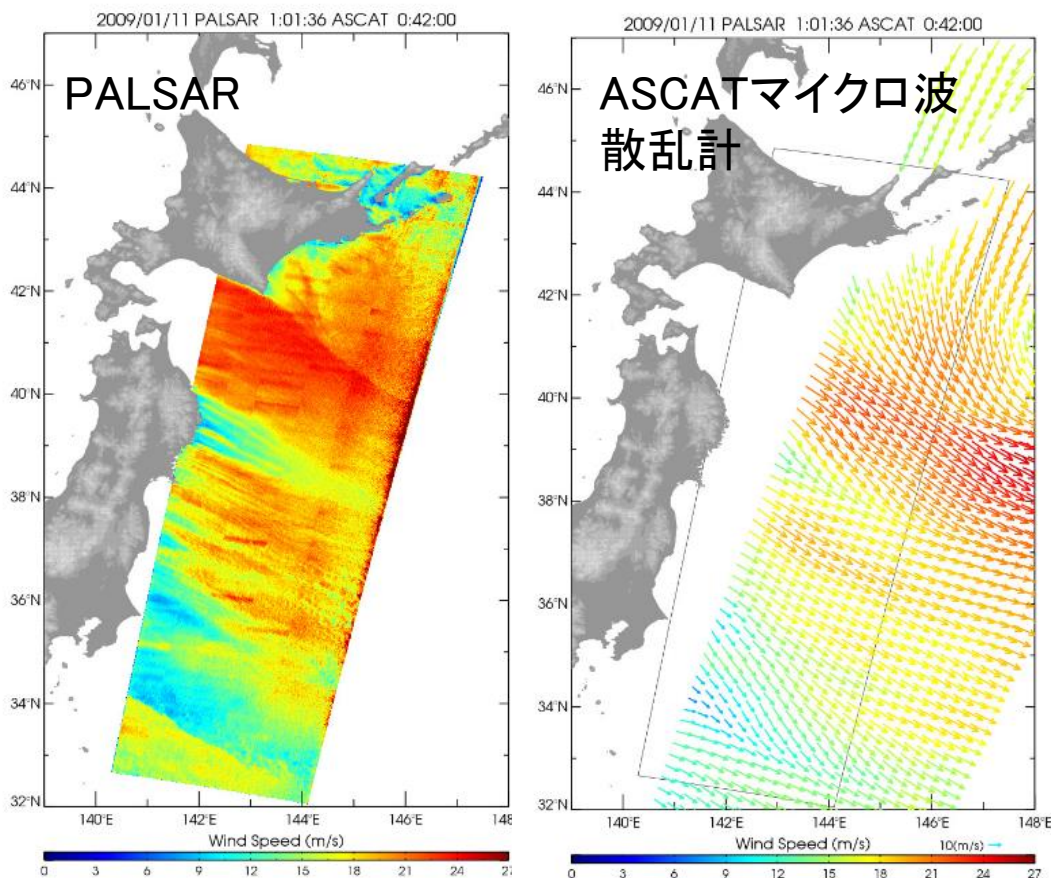 2009/01/11 PALSAR 1:01:36 ASCAT 0:42:00
PALSAR
46°N
44°N
42°N
40°N
38°N
36°N
34°N
32°N
140°E
142°E
144°E
146°E
148
Wind Speed (m/s)
0 3 6 9 12 15 18 21 24 27
2009/01/11 PALSAR 1:01:36 ASCAT 0:42:00
ASCATマイクロ波
散乱計
46°N
44°N
42°N
40°N
38°N
36°N
34°N
32°N
140°E
142°E
144°E
146°E
148°E
Wind Speed (m/s)
10(m/s)
0 3 6 9 12 15 18 21 24 27